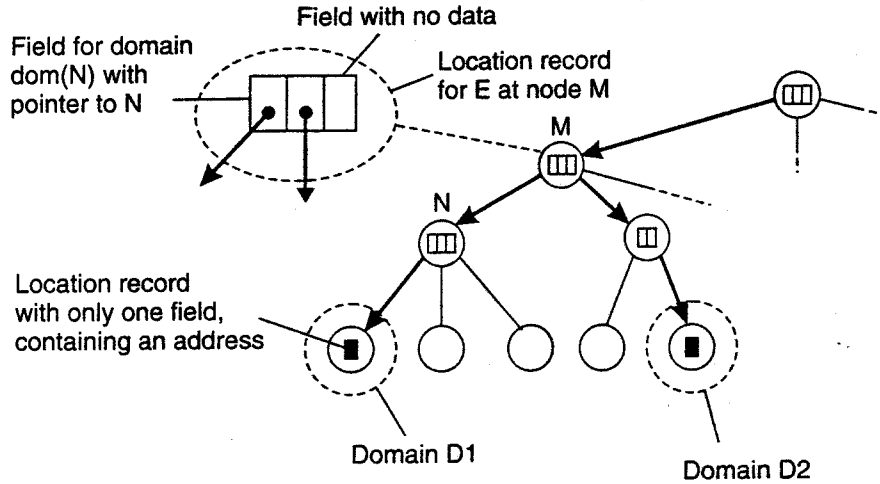 Field with no data
Field for domain
dom(N) with
pointer to N
Location record
for E at node M
M
N
Location record
with only one field,
containing an address
Domain D1
Domain D2